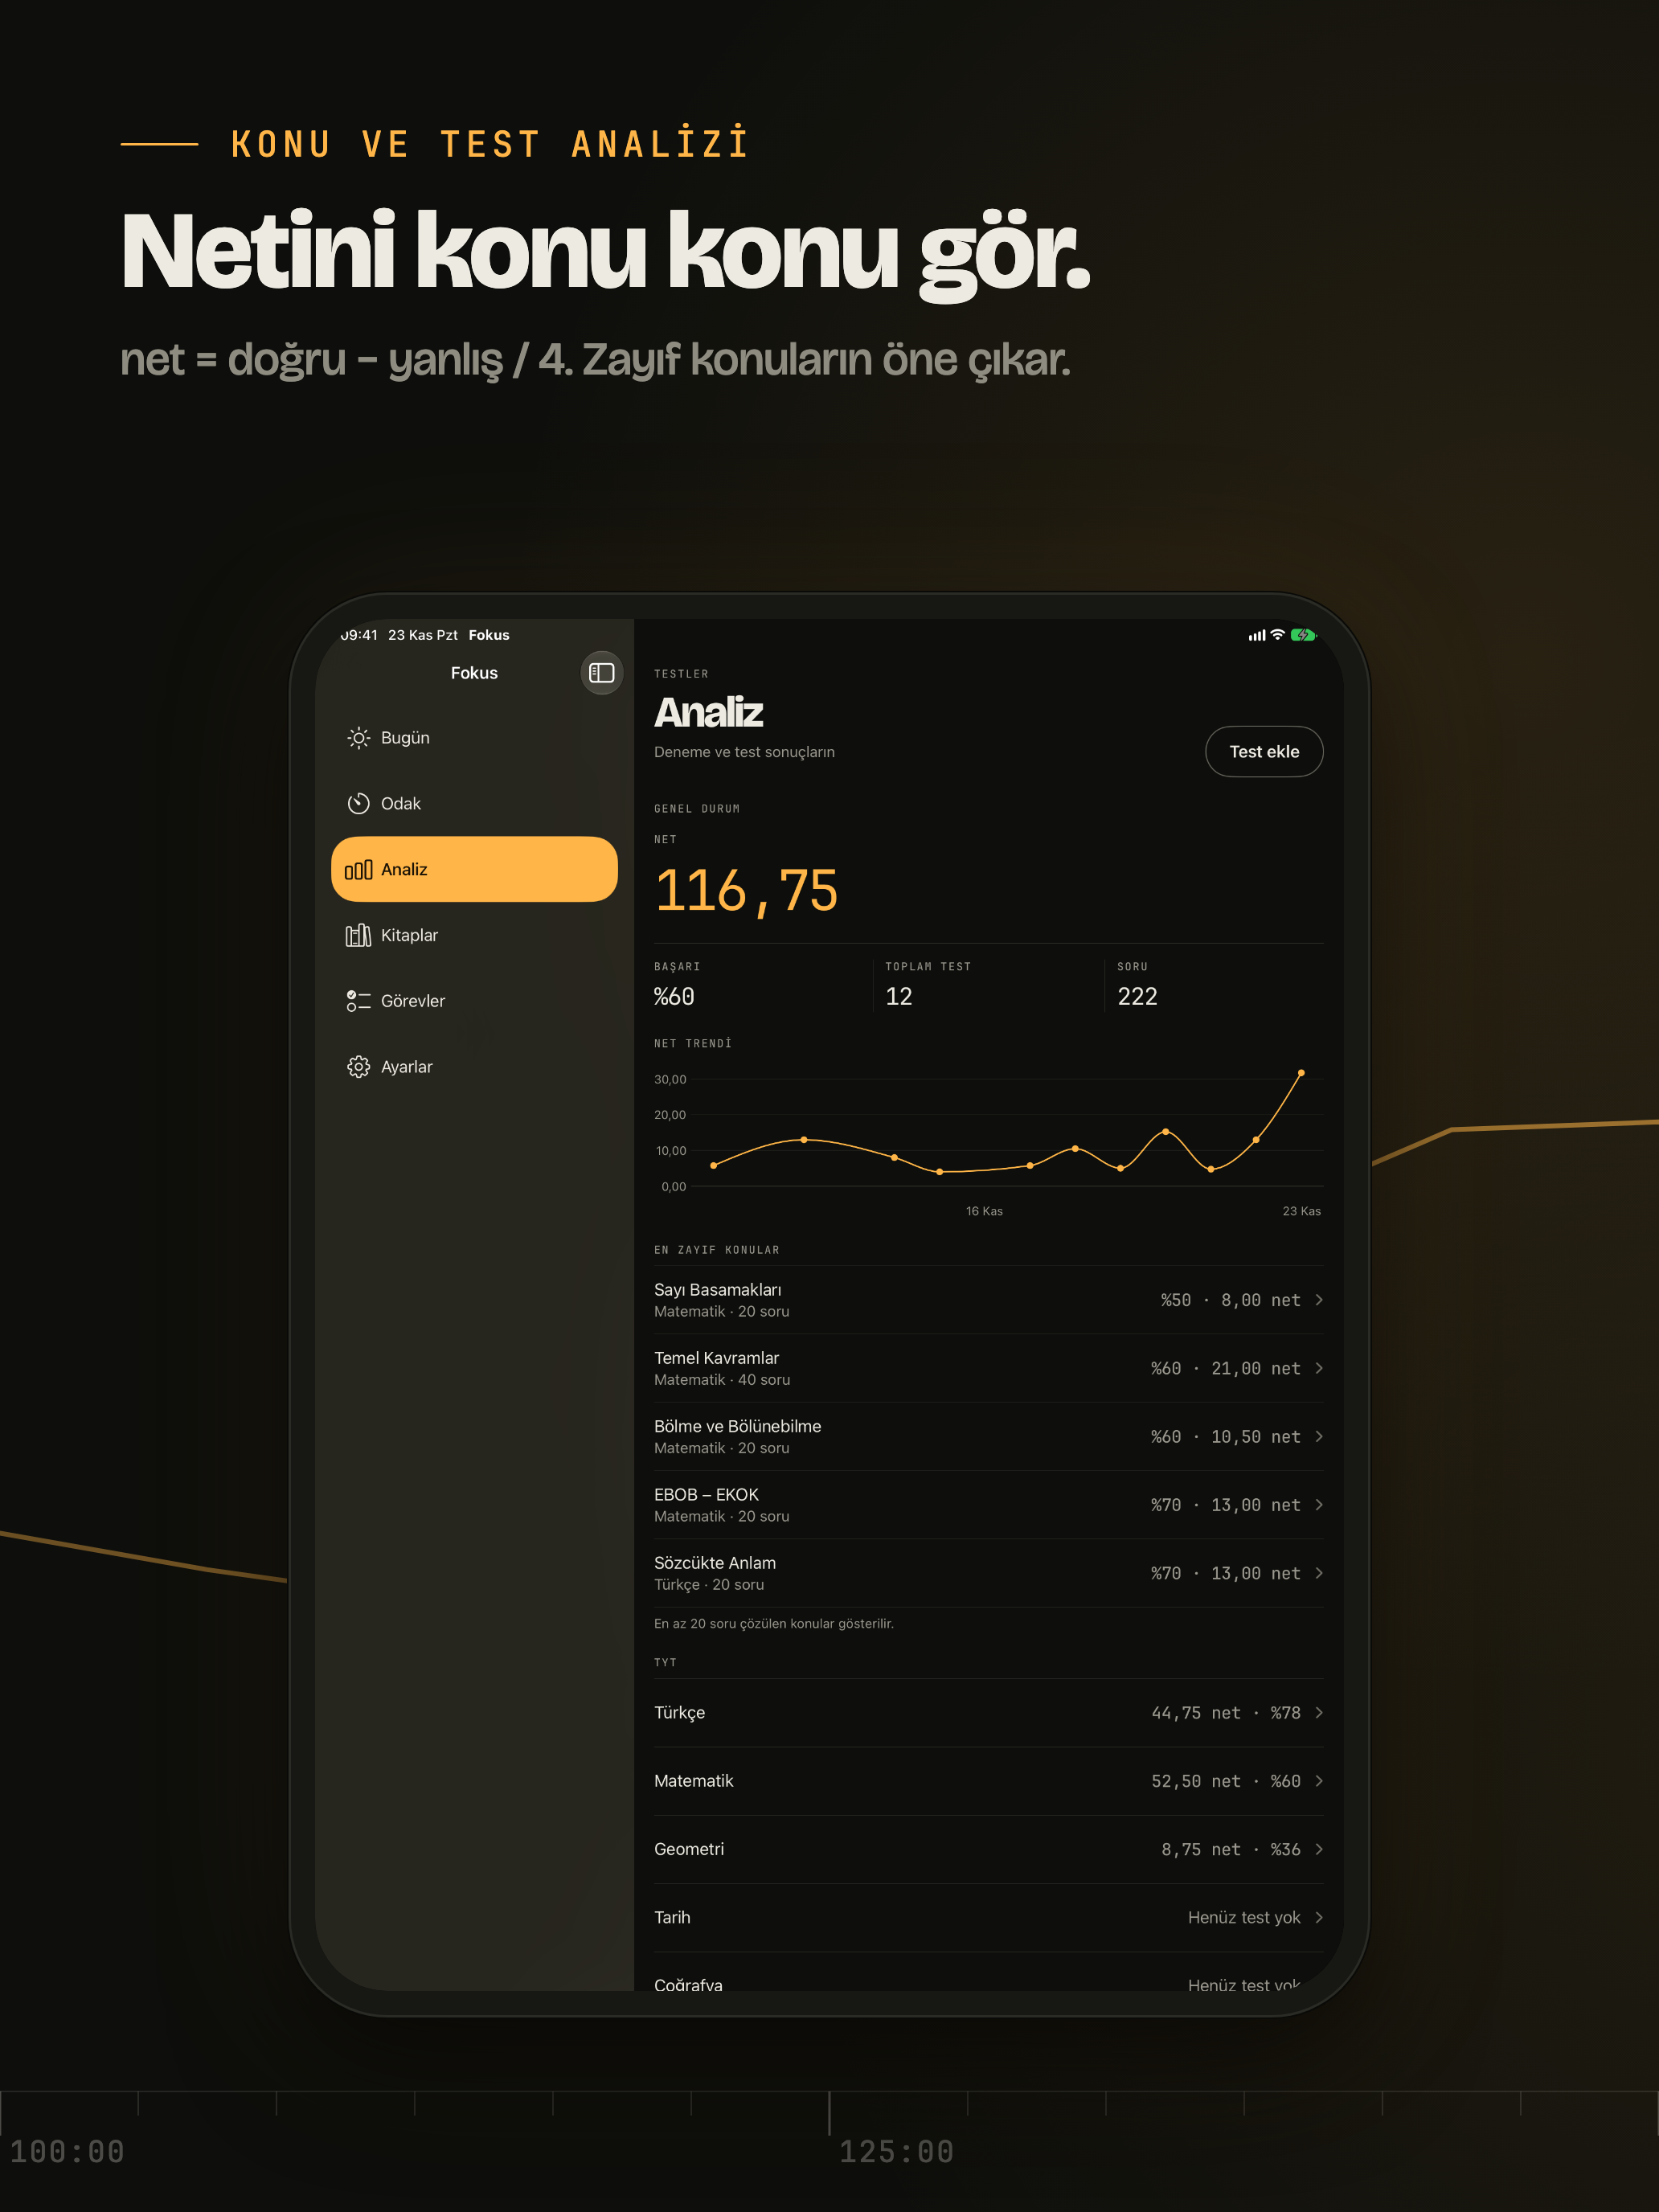 KONU VE TEST ANALİZİ
Netini konu konu gör.
net = doğru – yanlış / 4. Zayıf konuların öne çıkar.
09:41 23 Kas Pzt Fokus
Fokus
Bugün
Odak
Analiz
Kitaplar
Görevler
Ayarlar
TESTLER
Analiz
Deneme ve test sonuçların
Test ekle
GENEL DURUM
NET
116,75
BAŞARI TOPLAM TEST SORU
%60 12 222
NET TRENDİ
30,00
20,00
10,00
0,00
16 Kas 23 Kas
EN ZAYIF KONULAR
Sayı Basamakları
Matematik · 20 soru
%50 · 8,00 net
Temel Kavramlar
Matematik · 40 soru
%60 · 21,00 net
Bölme ve Bölünebilme
Matematik · 20 soru
%60 · 10,50 net
EBOB – EKOK
Matematik · 20 soru
%70 · 13,00 net
Sözcükte Anlam
Türkçe · 20 soru
%70 · 13,00 net
En az 20 soru çözülen konular gösterilir.
TYT
Türkçe 44,75 net · %78
Matematik 52,50 net · %60
Geometri 8,75 net · %36
Tarih Henüz test yok
Coğrafya Henüz test yok
100:00 125:00